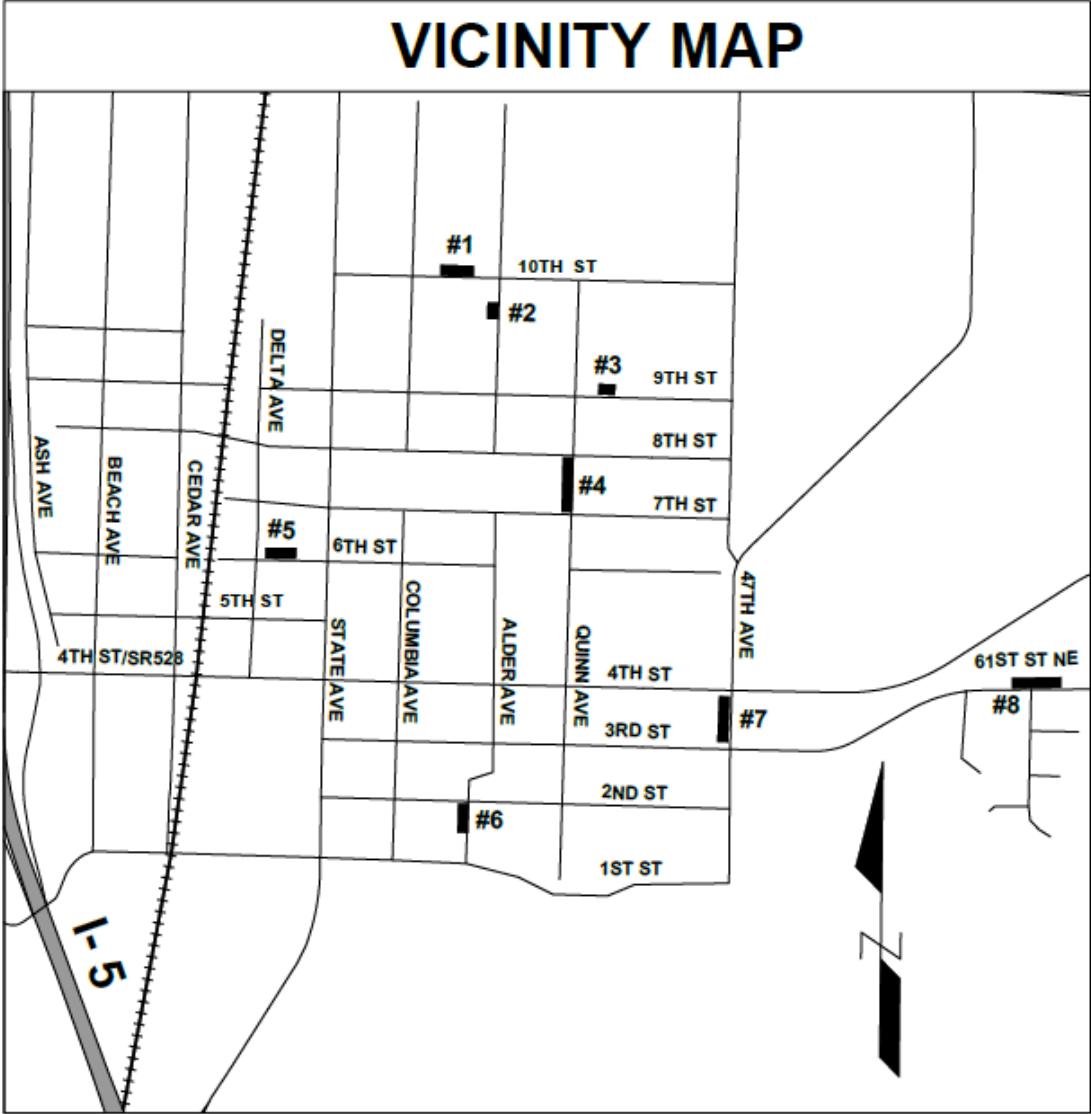 VICINITY MAP
#1
10TH ST
#2
DELTA AVE
#3
9TH ST
8TH ST
ASH AVE
BEACH AVE
CEDAR AVE
#4
7TH ST
#5
6TH ST
5TH ST
47TH AVE
COLUMBIA AVE
STATE AVE
ALDER AVE
QUINN AVE
4TH ST/SR528
4TH ST
61ST ST NE
#8
#7
3RD ST
2ND ST
#6
1ST ST
I-5
N